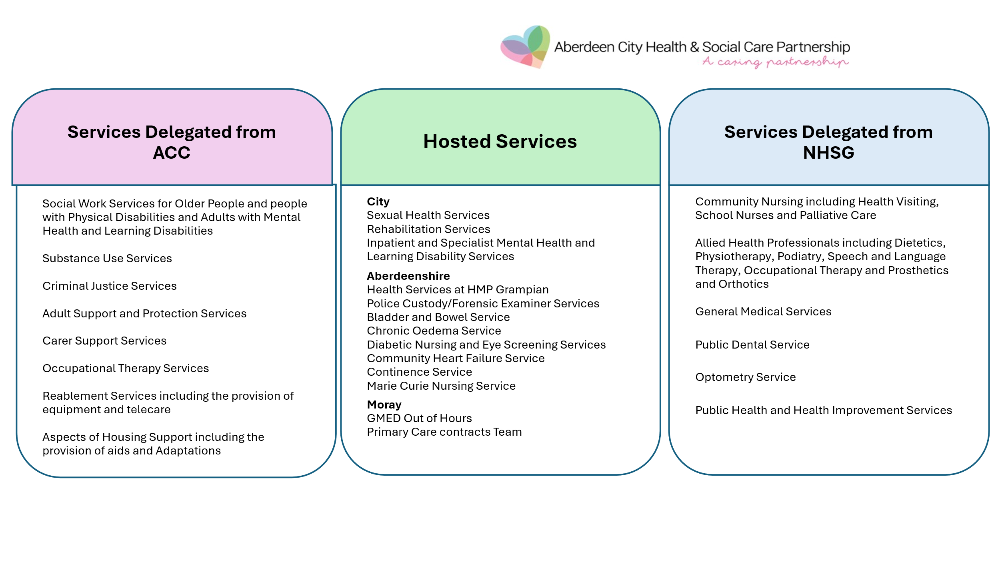 Aberdeen City Health & Social Care Partnership
A caring partnership
Services Delegated from
ACC
Social Work Services for Older People and people
with Physical Disabilities and Adults with Mental
Health and Learning Disabilities
Substance Use Services
Criminal Justice Services
Adult Support and Protection Services
Carer Support Services
Occupational Therapy Services
Reablement Services including the provision of
equipment and telecare
Aspects of Housing Support including the
provision of aids and Adaptations
Hosted Services
City
Sexual Health Services
Rehabilitation Services
Inpatient and Specialist Mental Health and
Learning Disability Services
Aberdeenshire
Health Services at HMP Grampian
Police Custody/Forensic Examiner Services
Bladder and Bowel Service
Chronic Oedema Service
Diabetic Nursing and Eye Screening Services
Community Heart Failure Service
Continence Service
Marie Curie Nursing Service
Moray
GMED Out of Hours
Primary Care contracts Team
Services Delegated from
NHSG
Community Nursing including Health Visiting,
School Nurses and Palliative Care
Allied Health Professionals including Dietetics,
Physiotherapy, Podiatry, Speech and Language
Therapy, Occupational Therapy and Prosthetics
and Orthotics
General Medical Services
Public Dental Service
Optometry Service
Public Health and Health Improvement Services